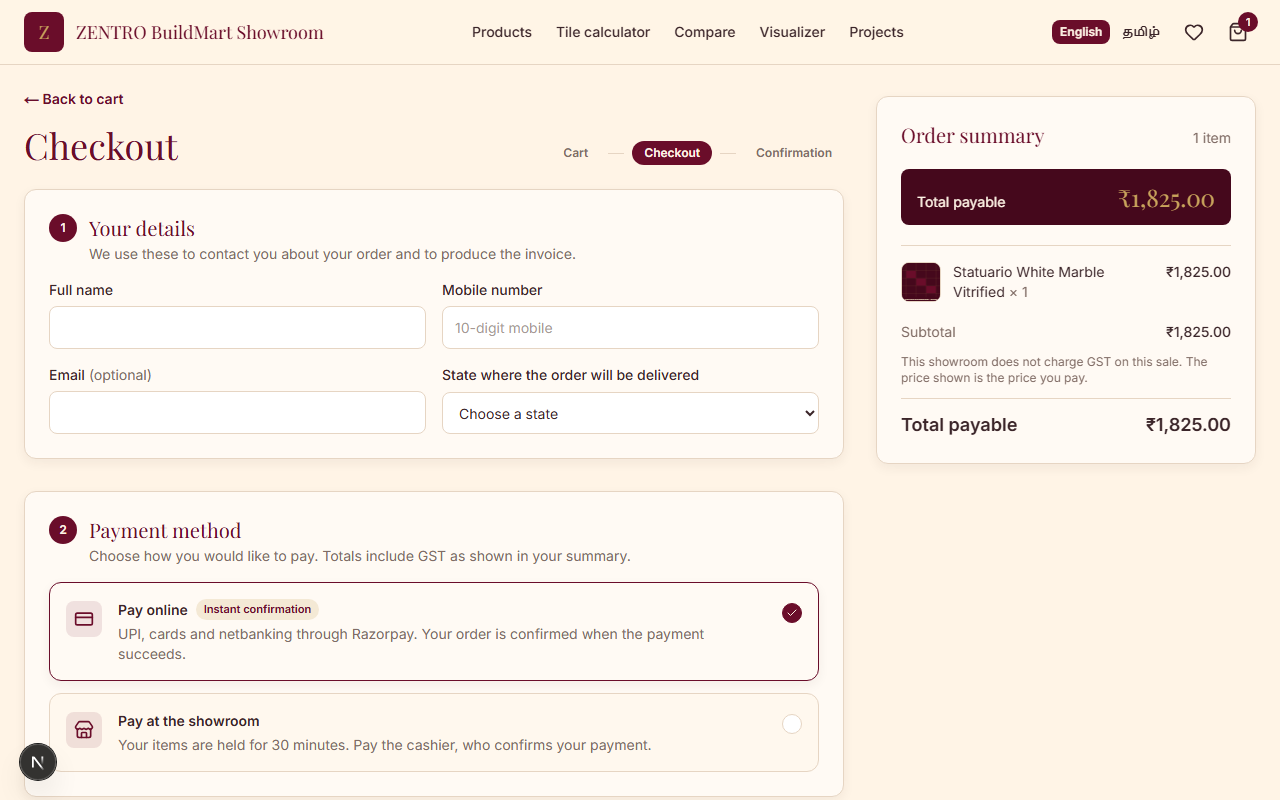 Z ZENTRO BuildMart Showroom Products Tile calculator Compare Visualizer Projects English தமிழ் 1
← Back to cart
Checkout
Cart Checkout Confirmation
1 Your details
We use these to contact you about your order and to produce the invoice.
Full name
Mobile number
10-digit mobile
Email (optional)
State where the order will be delivered
Choose a state
2 Payment method
Choose how you would like to pay. Totals include GST as shown in your summary.
Pay online Instant confirmation
UPI, cards and netbanking through Razorpay. Your order is confirmed when the payment
succeeds.
Pay at the showroom
Your items are held for 30 minutes. Pay the cashier, who confirms your payment.
N
Order summary 1 item
Total payable ₹1,825.00
Statuario White Marble ₹1,825.00
Vitrified × 1
Subtotal ₹1,825.00
This showroom does not charge GST on this sale. The
price shown is the price you pay.
Total payable ₹1,825.00